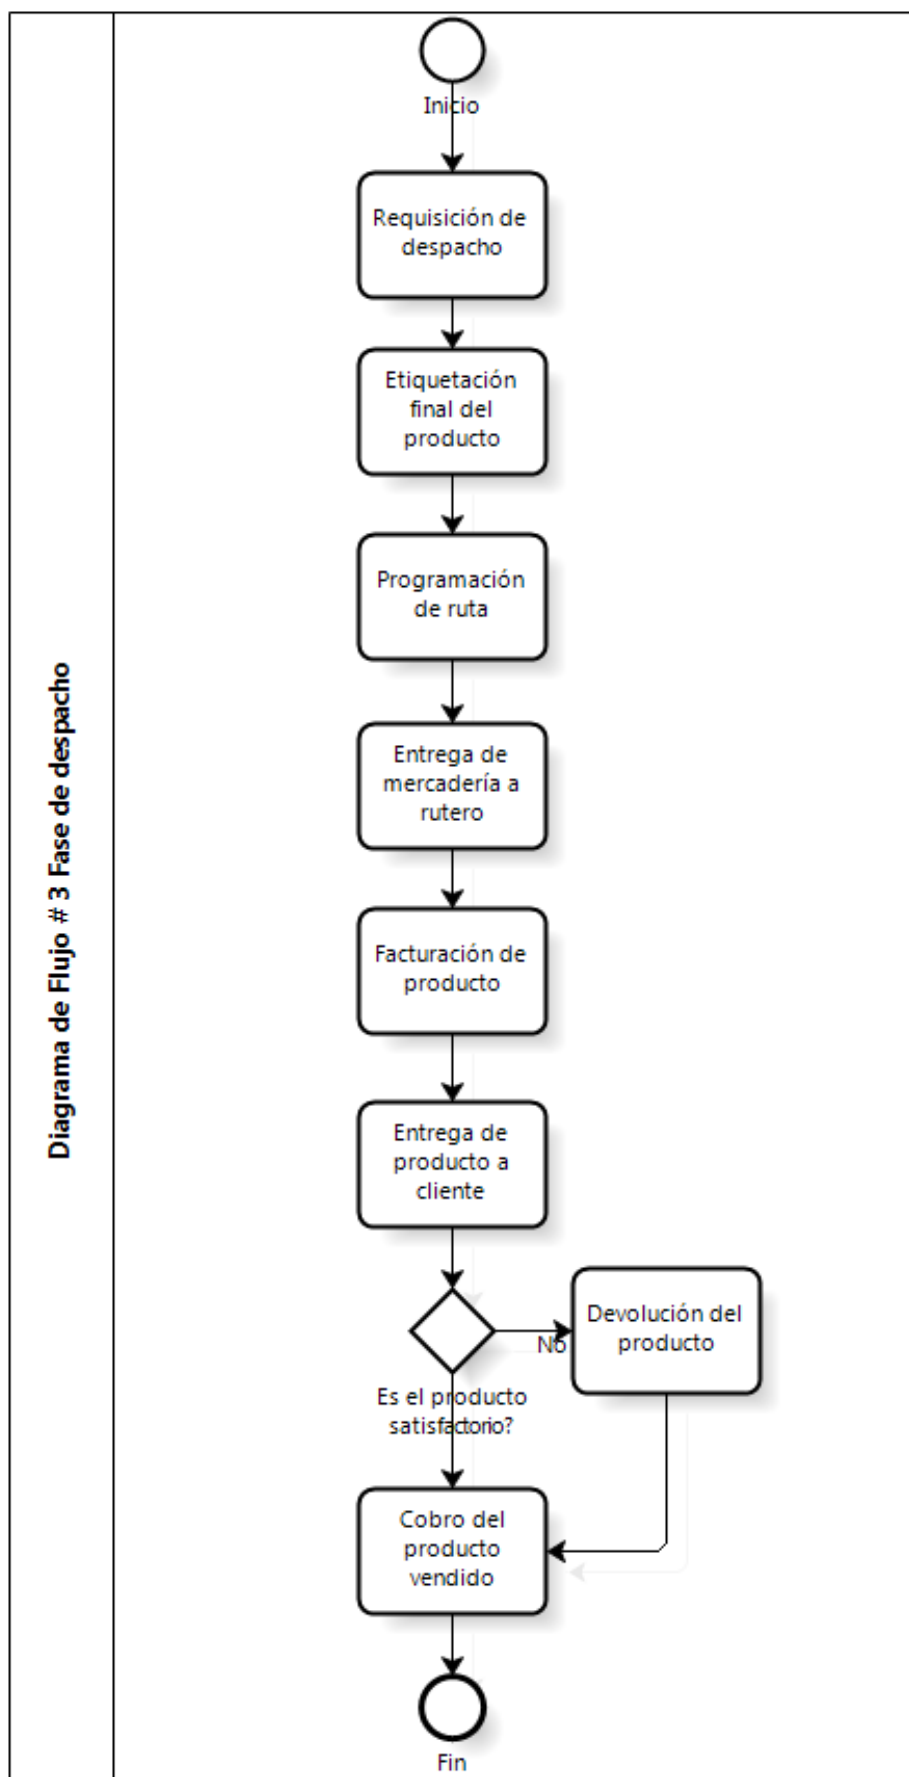 Diagrama de Flujo # 3 Fase de despacho
Inicio
Requisición de
despacho
Etiquetación
final del
producto
Programación
de ruta
Entrega de
mercadería a
rutero
Facturación de
producto
Entrega de
producto a
cliente
No
Devolución del
producto
Es el producto
satisfactorio?
Cobro del
producto
vendido
Fin